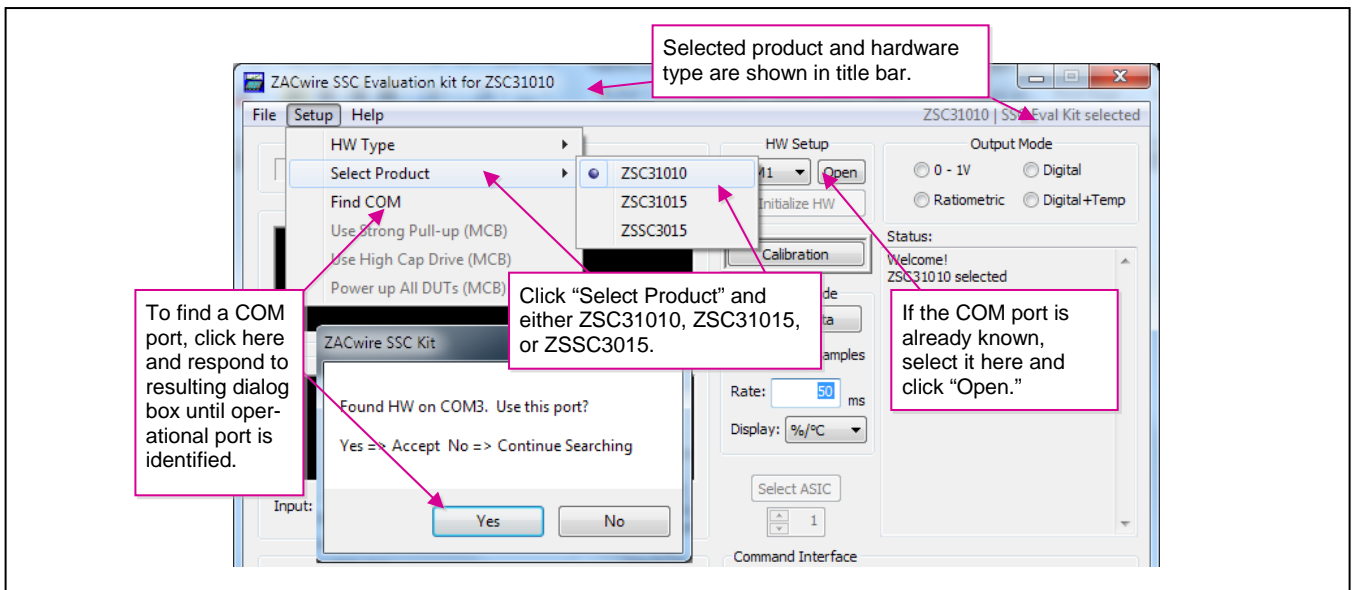 Selected product and hardware
type are shown in title bar.
ZACwire SSC Evaluation kit for ZSC31010
File Setup Help
ZSC31010 | SSC Eval Kit selected
HW Type
Select Product
Find COM
Use Strong Pull-up (MCB)
Use High Cap Drive (MCB)
Power up All DUTs (MCB)
ZSC31010
ZSC31015
ZSSC3015
HW Setup
Open
Initialize HW
Calibration
Output Mode
0 - 1V Digital
Ratiometric Digital+Temp
Status:
Welcome!
ZSC31010 selected
To find a COM
port, click here
and respond to
resulting dialog
box until oper-
ational port is
identified.
Click “Select Product” and
either ZSC31010, ZSC31015,
or ZSSC3015.
If the COM port is
already known,
select it here and
click “Open.”
ZACwire SSC Kit
Found HW on COM3. Use this port?
Yes => Accept No => Continue Searching
Yes No
Rate: 50 ms
Display: %/ºC
Select ASIC
1
Input:
Command Interface